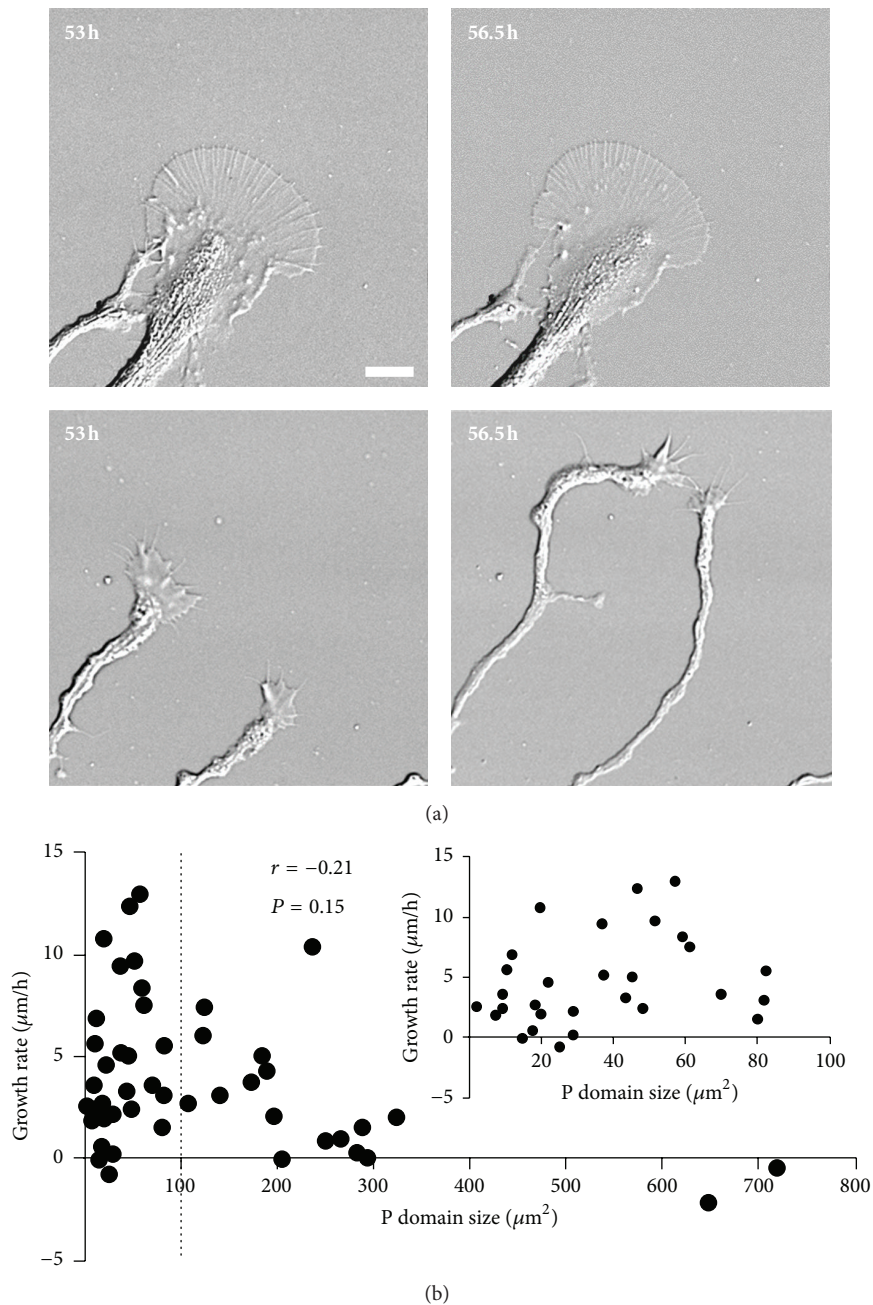 53 h
56.5 h
53 h
56.5 h
(a)
15
10
5
0
−5
Growth rate (μm/h)
r = −0.21
P = 0.15
100
200
300
400
500
600
700
800
P domain size (μm²)
15
10
5
0
−5
Growth rate (μm/h)
20
40
60
80
100
P domain size (μm²)
(b)